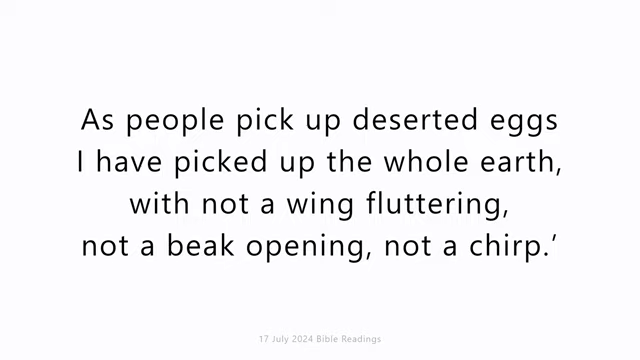 As people pick up deserted eggs
I have picked up the whole earth,
with not a wing fluttering,
not a beak opening, not a chirp.’
17 July 2024 Bible Readings